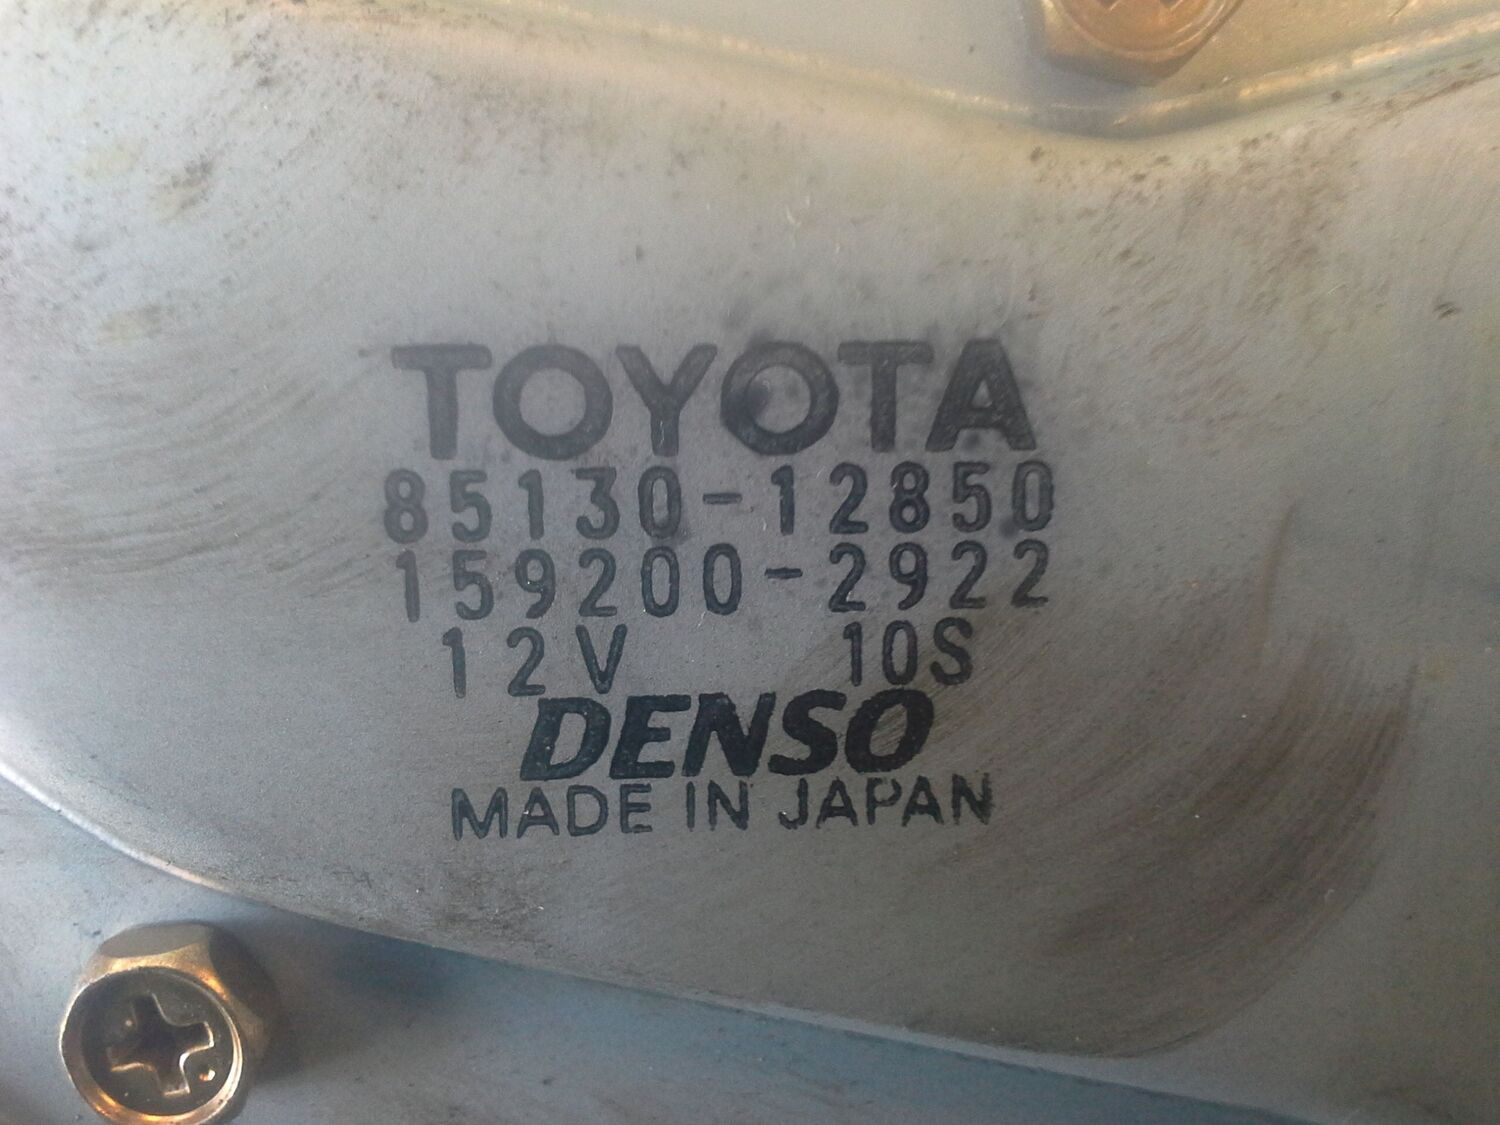 TOYOTA
85130-12850
159200-2922
12V 10S
DENSO
MADE IN JAPAN